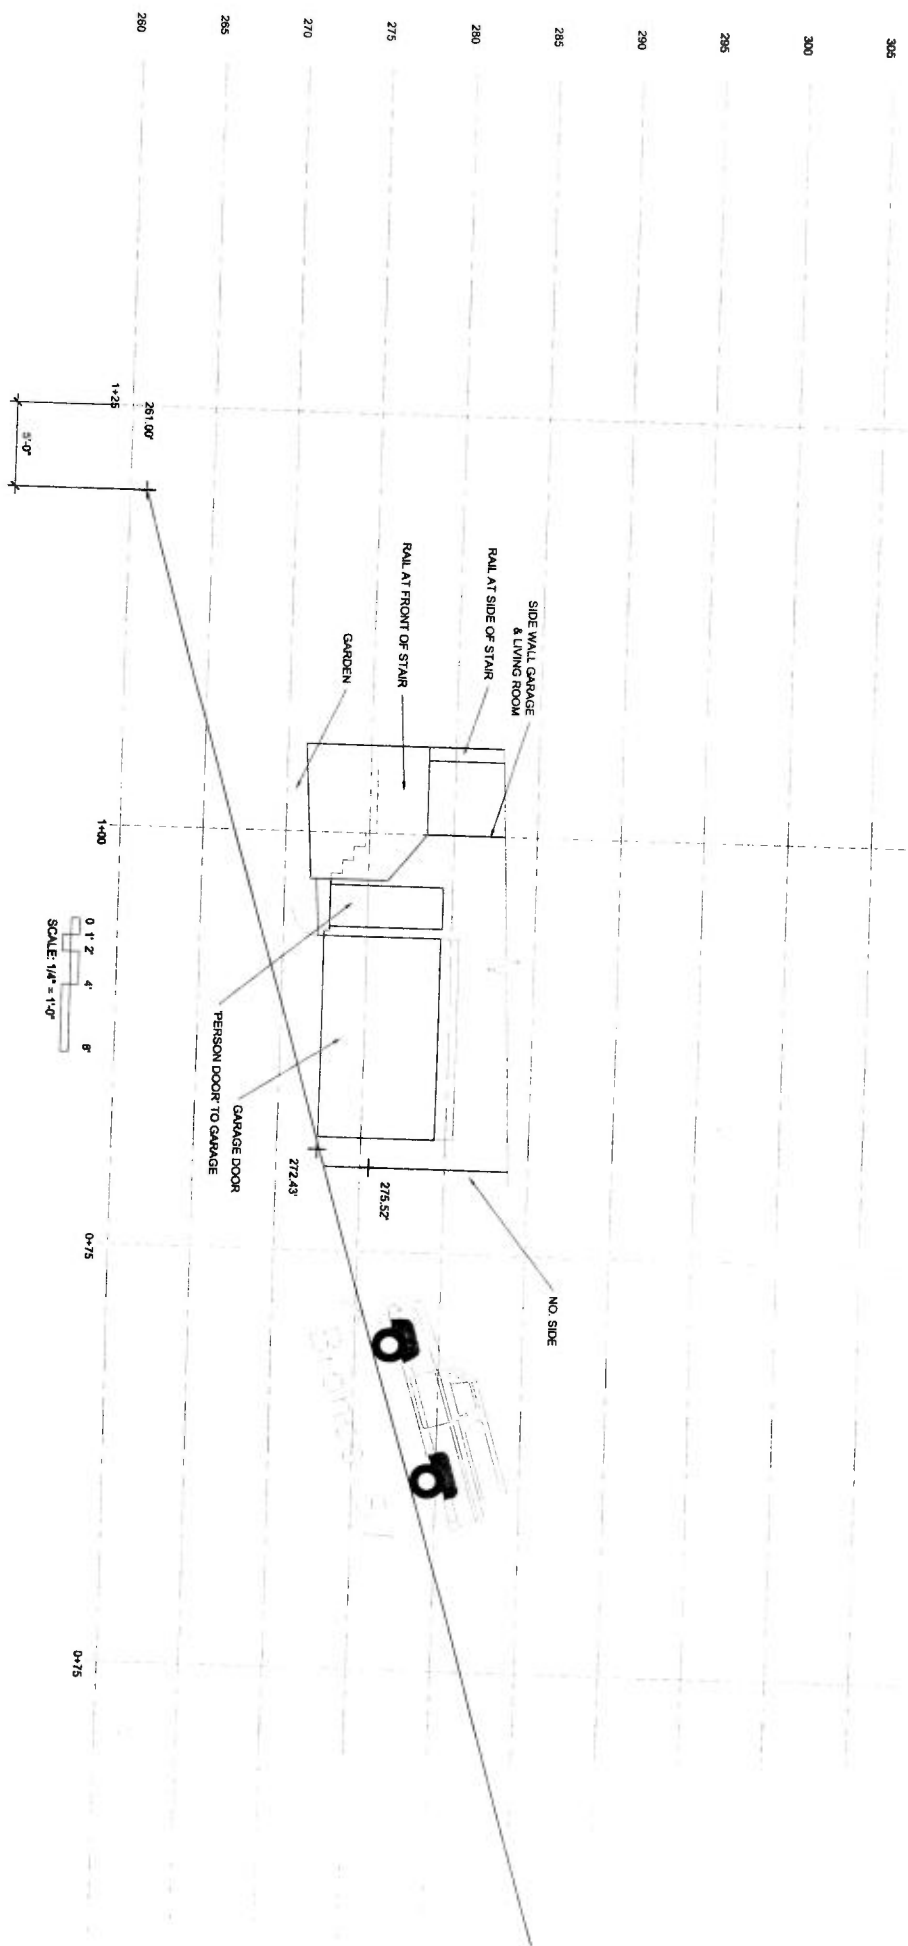 305
300
295
290
285
280
275
270
265
260
SIDE WALL GARAGE
& LIVING ROOM
RAIL AT SIDE OF STAIR
RAIL AT FRONT OF STAIR
GARDEN
NO. SIDE
275.52'
272.43'
261.00'
GARAGE DOOR
'PERSON DOOR' TO GARAGE
1+25
1+00
0+75
0+75
5'-0"
0 1' 2' 4' 8'
SCALE: 1/4" = 1'-0"